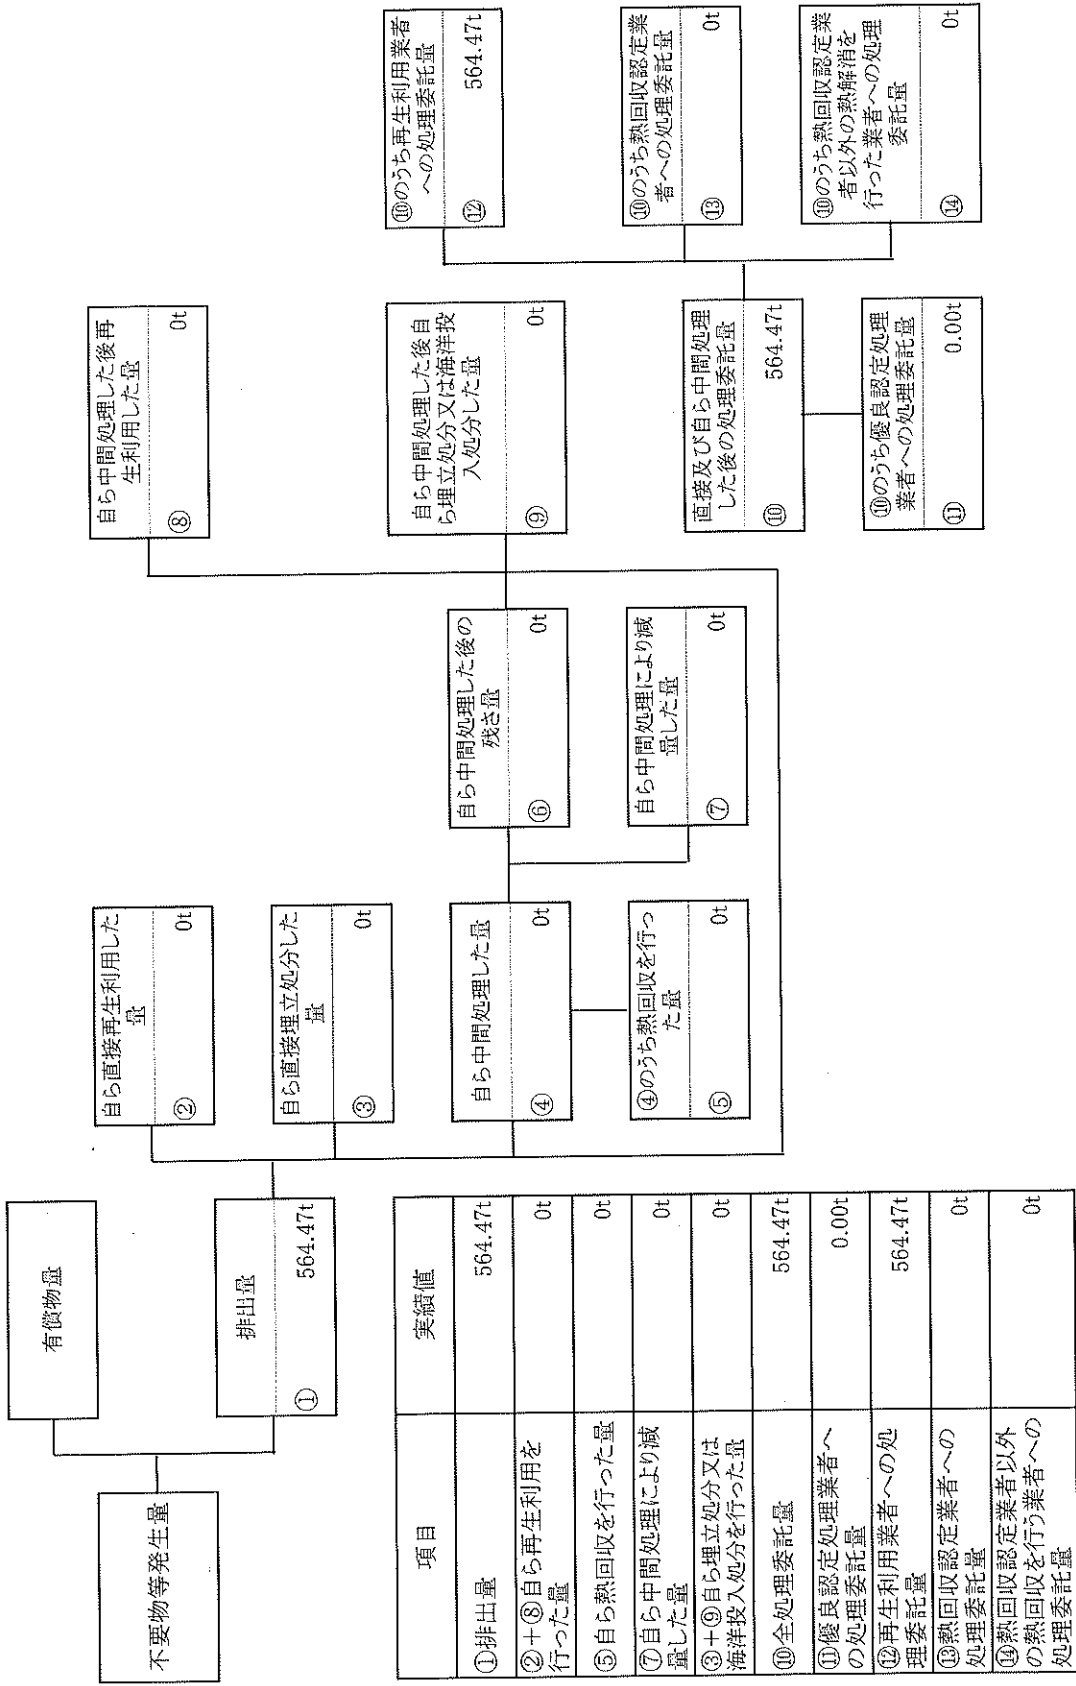 不要物等発生量
有償物量
排出量
① 564.47t
自ら直接再生利用した
量
② 0t
自ら直接埋立処分した
量
③ 0t
自ら中間処理した量
④ 0t
④のうち熱回収を行っ
た量
⑤ 0t
自ら中間処理した後の
残さ量
⑥ 0t
自ら中間処理により減
量した量
⑦ 0t
自ら中間処理した後再
生利用した量
⑧ 0t
自ら中間処理した後自
ら埋立処分又は海洋投
入処分した量
⑨ 0t
直接及び自ら中間処理
した後の処理委託量
⑩ 564.47t
⑩のうち優良認定処理
業者への処理委託量
⑪ 0.00t
⑩のうち再生利用業者
への処理委託量
⑫ 564.47t
⑩のうち熱回収認定業
者への処理委託量
⑬ 0t
⑩のうち熱回収認定業
者以外の熱解消を
行った業者への処理
委託量
⑭ 0t
項目 実績値
①排出量 564.47t
②+⑧自ら再生利用を 0t
行った量
⑤自ら熱回収を行った量 0t
⑦自ら中間処理により減 0t
量した量
③+⑨自ら埋立処分又は 0t
海洋投入処分を行った量
⑩全処理委託量 564.47t
⑪優良認定処理業者へ 0.00t
の処理委託量
⑫再生利用業者への処 564.47t
理委託量
⑬熱回収認定業者への 0t
処理委託量
⑭熱回収認定業者以外 0t
の熱回収を行う業者への
処理委託量